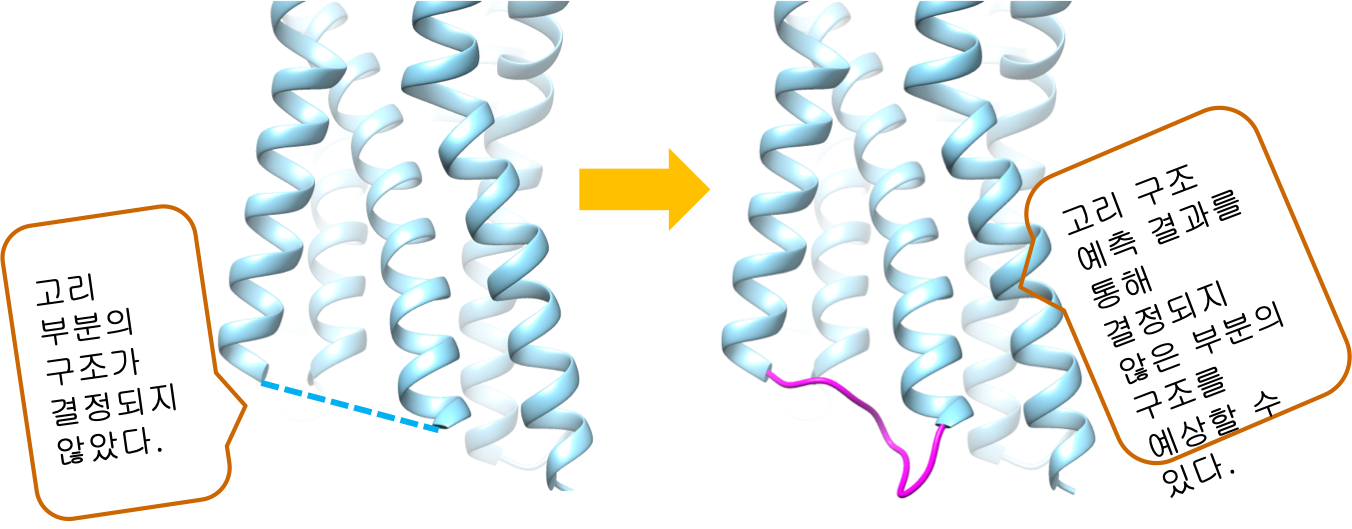 고리
부분의
구조가
결정되지
않았다.
고리 구조
예측 결과를
통해
결정되지
않은 부분의
구조를
예상할 수
있다.